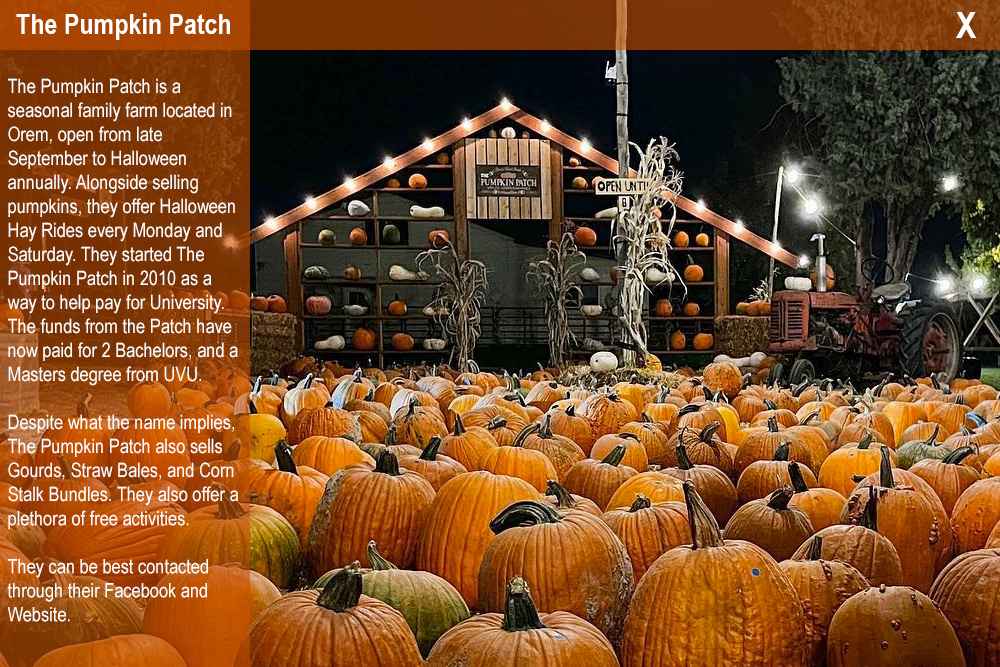 The Pumpkin Patch
X
The Pumpkin Patch is a
seasonal family farm located in
Orem, open from late
September to Halloween
annually. Alongside selling
pumpkins, they offer Halloween
Hay Rides every Monday and
Saturday. They started The
Pumpkin Patch in 2010 as a
way to help pay for University.
The funds from the Patch have
now paid for 2 Bachelors, and a
Masters degree from UVU.
Despite what the name implies,
The Pumpkin Patch also sells
Gourds, Straw Bales, and Corn
Stalk Bundles. They also offer a
plethora of free activities.
They can be best contacted
through their Facebook and
Website.
THE
PUMPKIN PATCH
OPEN UNTIL